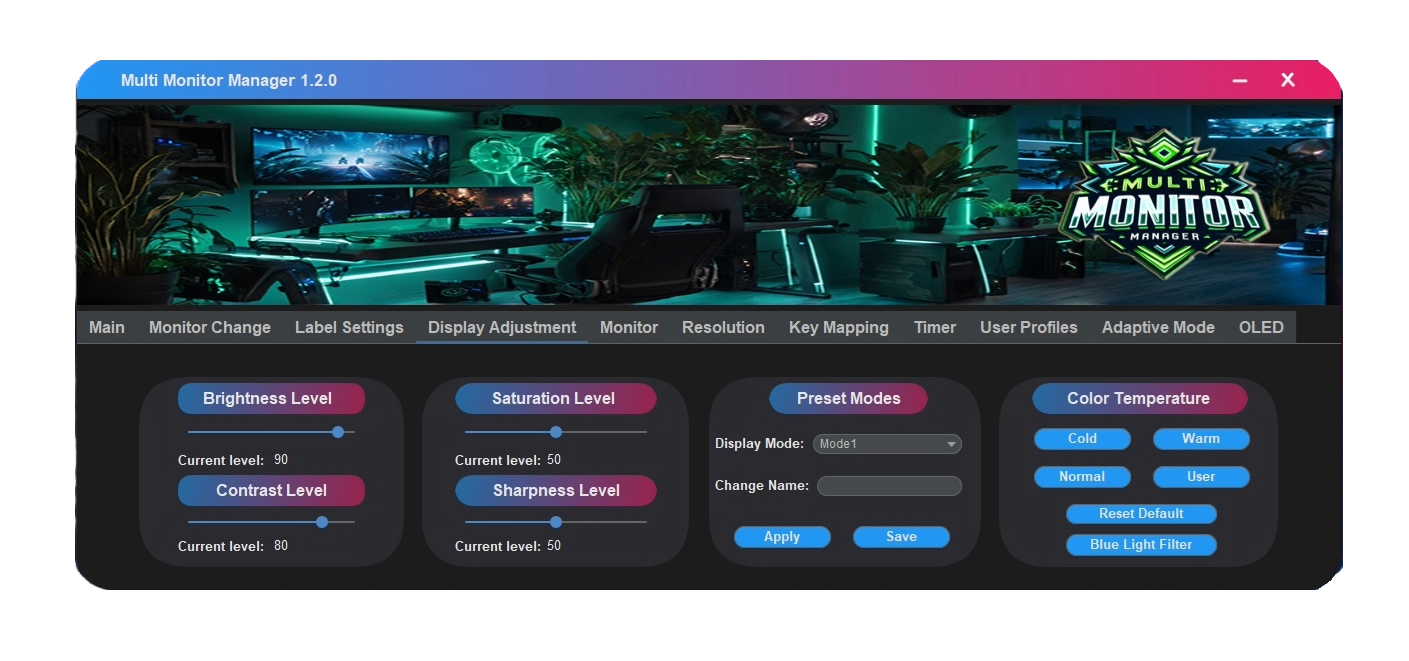 Multi Monitor Manager 1.2.0
MULTI
MONITOR
MANAGER
Main Monitor Change Label Settings Display Adjustment Monitor Resolution Key Mapping Timer User Profiles Adaptive Mode OLED
Brightness Level
Current level: 90
Contrast Level
Current level: 80
Saturation Level
Current level: 50
Sharpness Level
Current level: 50
Preset Modes
Display Mode: Mode1
Change Name:
Apply Save
Color Temperature
Cold Warm
Normal User
Reset Default
Blue Light Filter